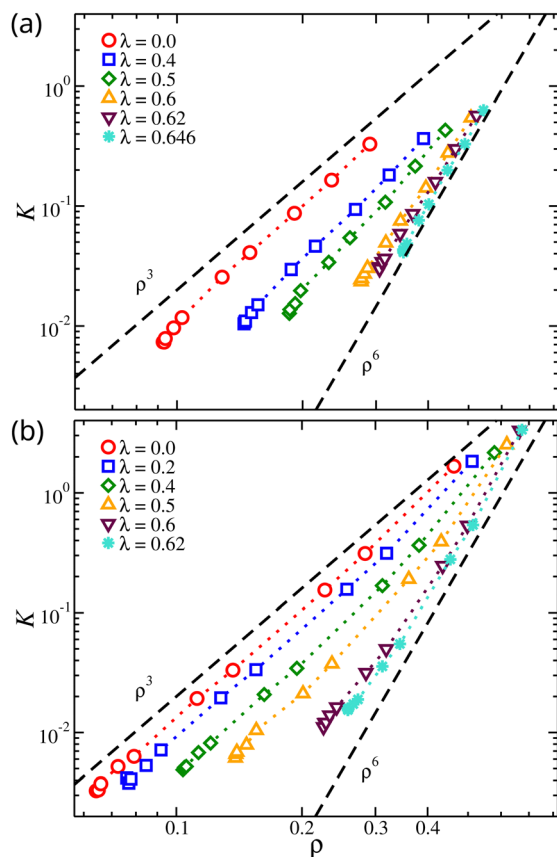 (a)
λ = 0.0
λ = 0.4
λ = 0.5
λ = 0.6
λ = 0.62
λ = 0.646
10⁰
10⁻¹
10⁻²
K
ρ³
ρ⁶
(b)
λ = 0.0
λ = 0.2
λ = 0.4
λ = 0.5
λ = 0.6
λ = 0.62
10⁰
10⁻¹
10⁻²
K
ρ³
ρ⁶
0.1 0.2 0.3 0.4
ρ